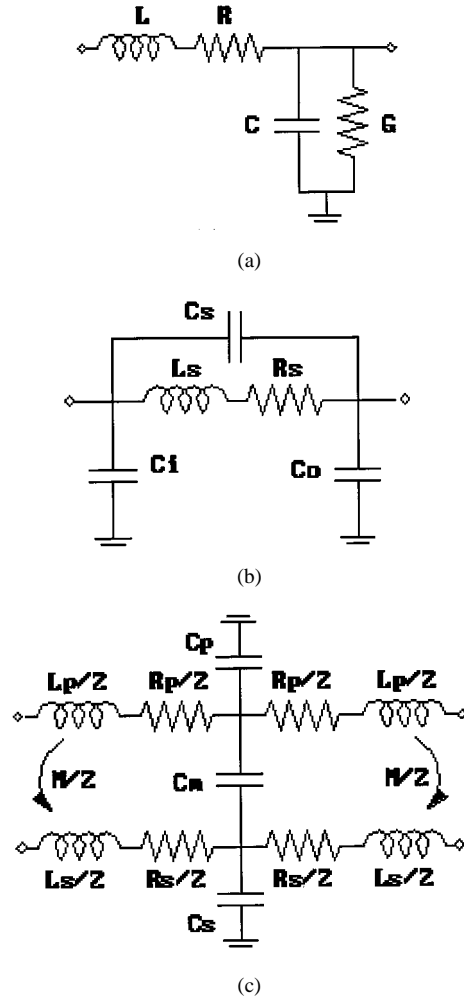 L R
C G
(a)
Cs
Ls Rs
Ci Co
(b)
Cp
Lp/2 Rp/2 Rp/2 Lp/2
M/2 Cm M/2
Ls/2 Rs/2 Rs/2 Ls/2
Cs
(c)